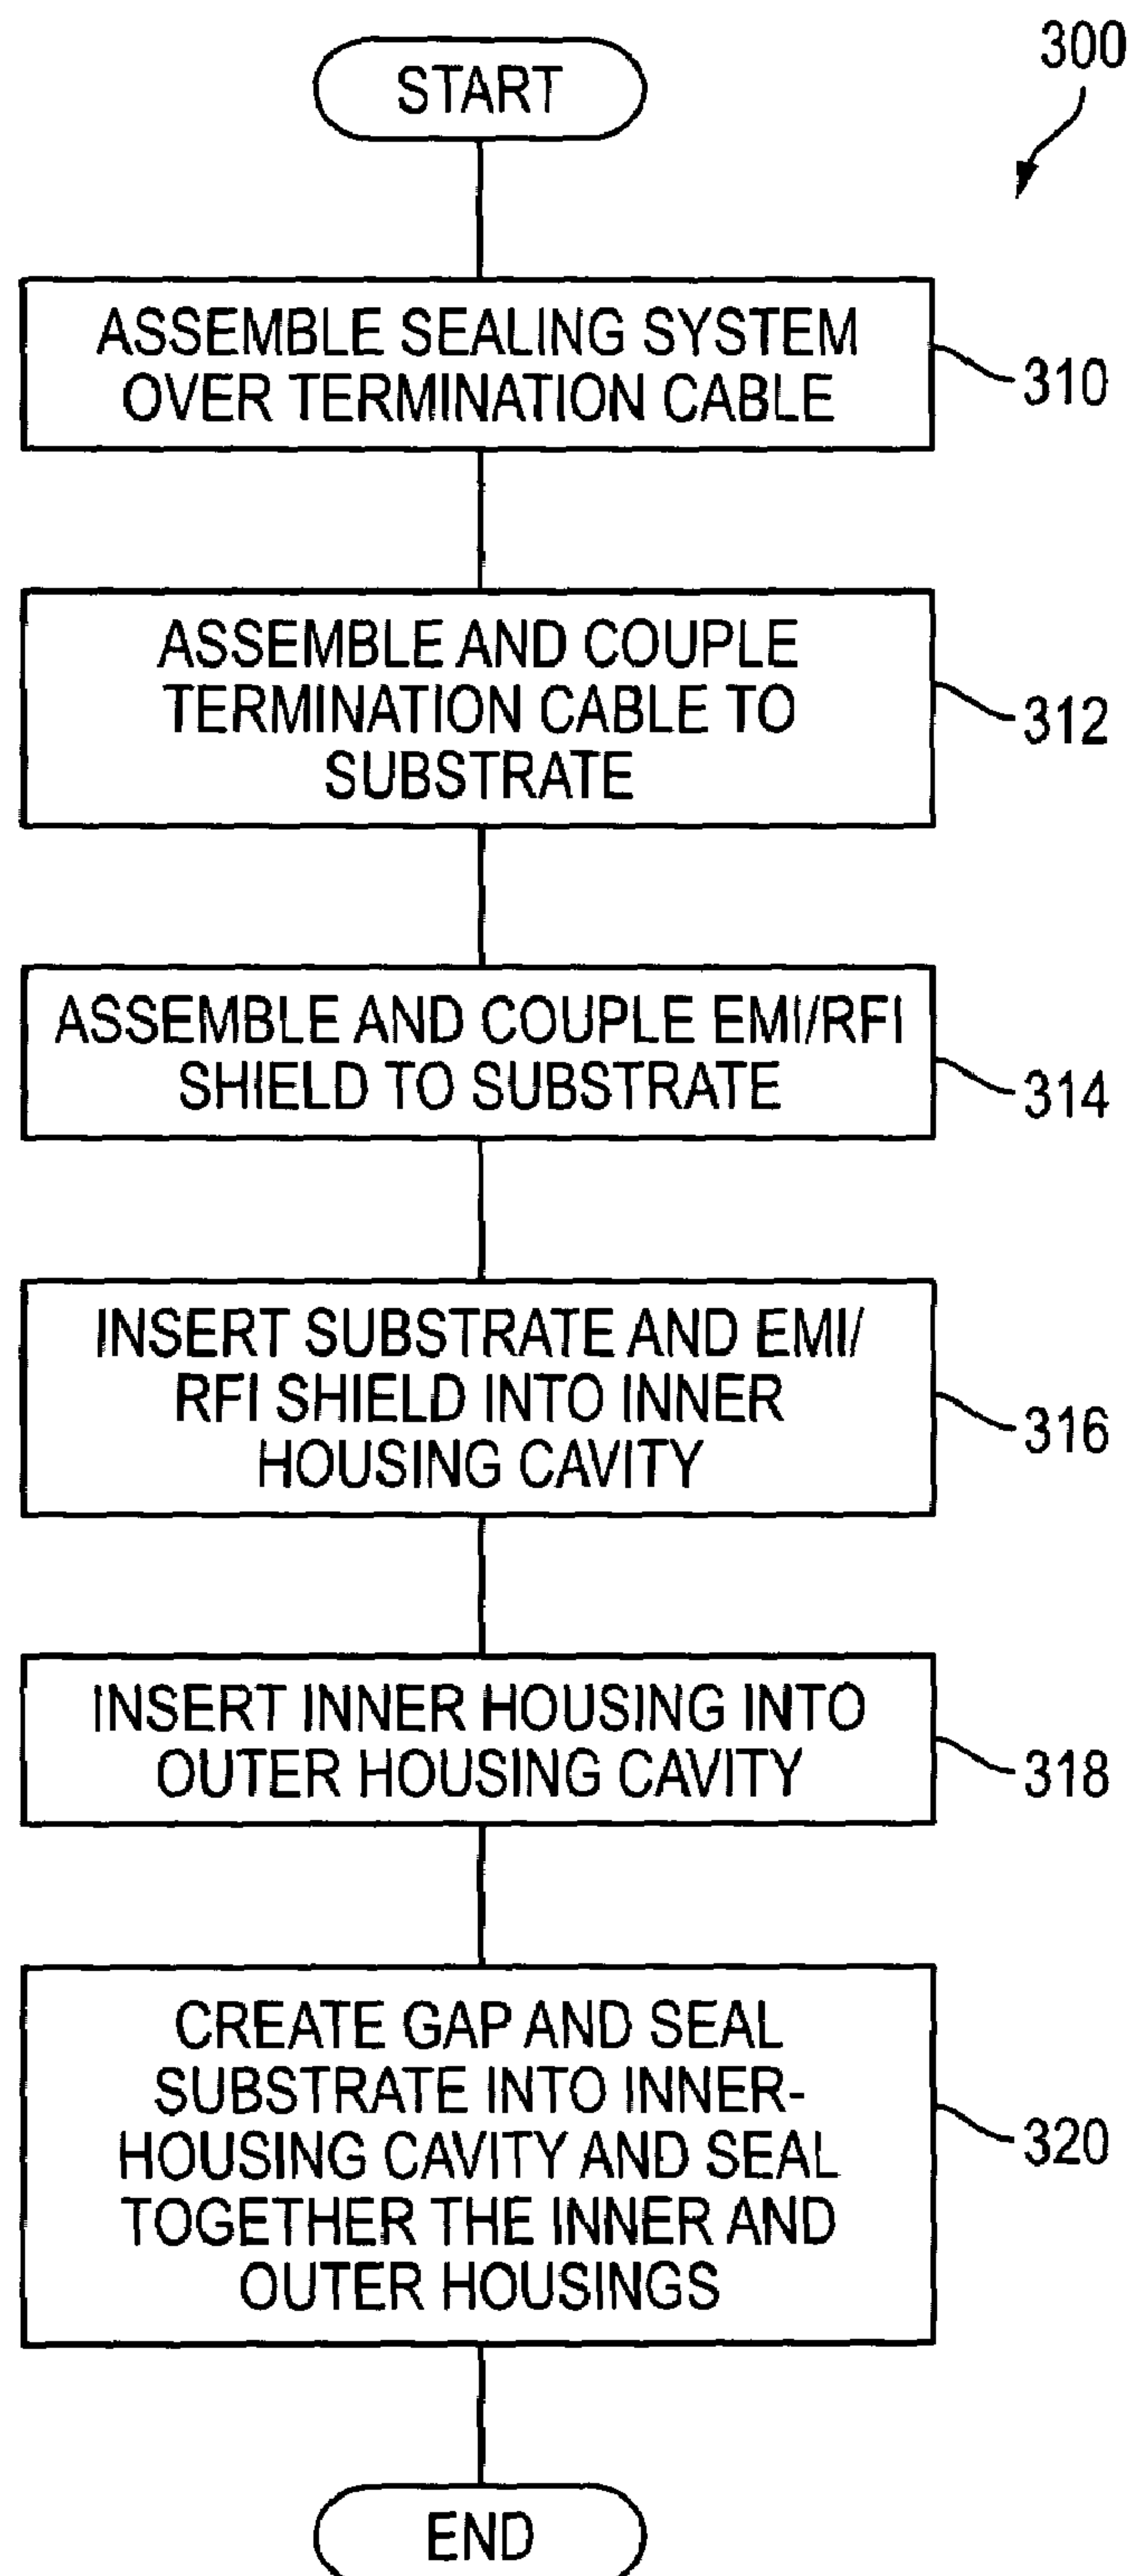 300
START
ASSEMBLE SEALING SYSTEM
OVER TERMINATION CABLE
310
ASSEMBLE AND COUPLE
TERMINATION CABLE TO
SUBSTRATE
312
ASSEMBLE AND COUPLE EMI/RFI
SHIELD TO SUBSTRATE
314
INSERT SUBSTRATE AND EMI/
RFI SHIELD INTO INNER
HOUSING CAVITY
316
INSERT INNER HOUSING INTO
OUTER HOUSING CAVITY
318
CREATE GAP AND SEAL
SUBSTRATE INTO INNER-
HOUSING CAVITY AND SEAL
TOGETHER THE INNER AND
OUTER HOUSINGS
320
END